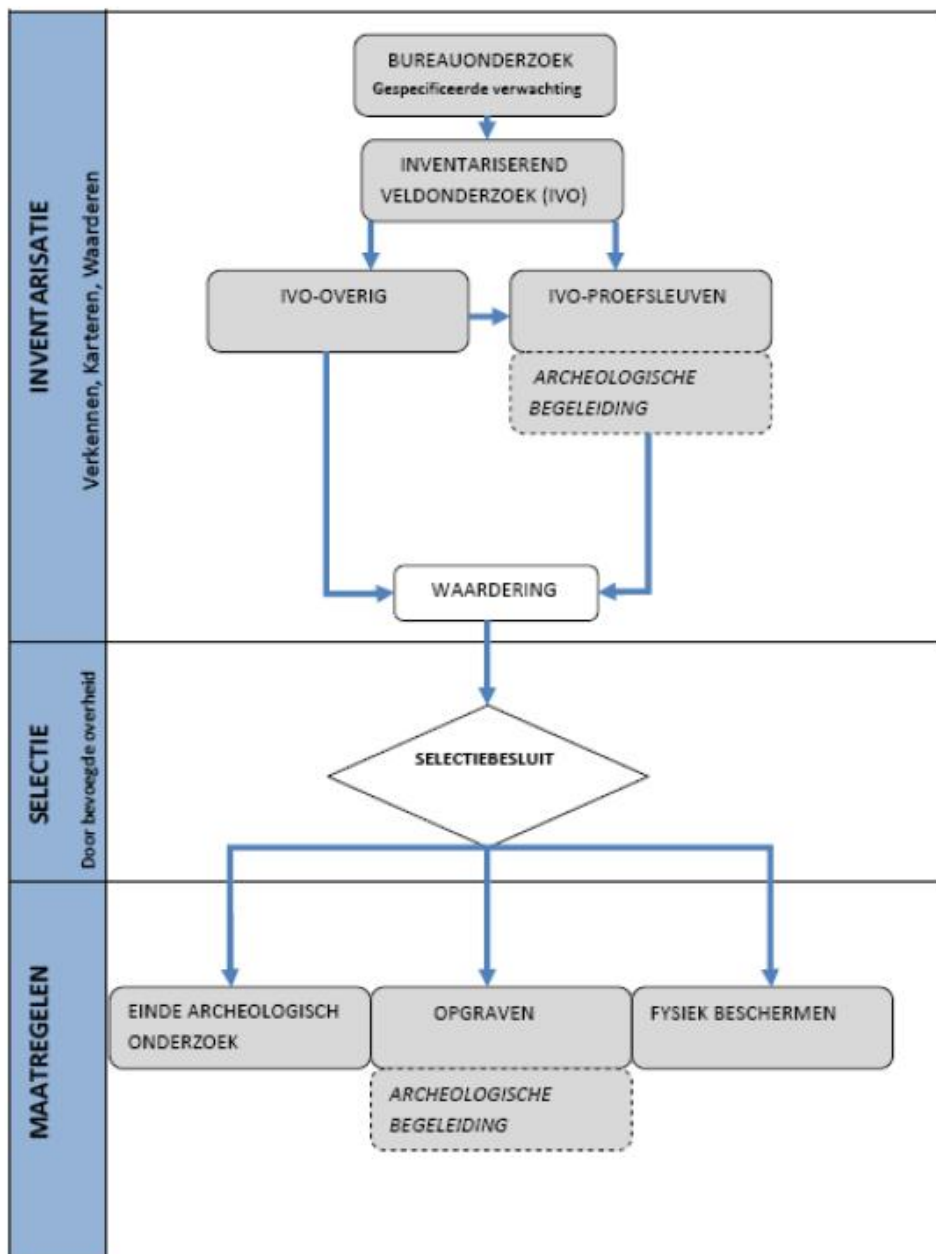 INVENTARISATIE
Verkennen, Karteren, Waarderen
BUREAUONDERZOEK
Gespecificeerde verwachting
INVENTARISEREND
VELDONDERZOEK (IVO)
IVO-OVERIG
IVO-PROEFSLEUVEN
ARCHEOLOGISCHE
BEGELEIDING
WAARDERING
SELECTIE
Door bevoegde overheid
SELECTIEBESLUIT
MAATREGELEN
EINDE ARCHEOLOGISCH
ONDERZOEK
OPGRAVEN
ARCHEOLOGISCHE
BEGELEIDING
FYSIEK BESCHERMEN